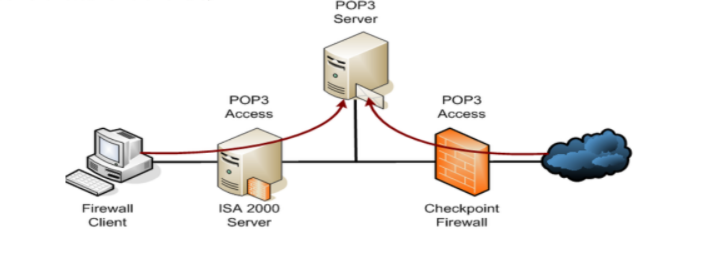 POP3
Server
POP3
Access
POP3
Access
Firewall
Client
ISA 2000
Server
Checkpoint
Firewall